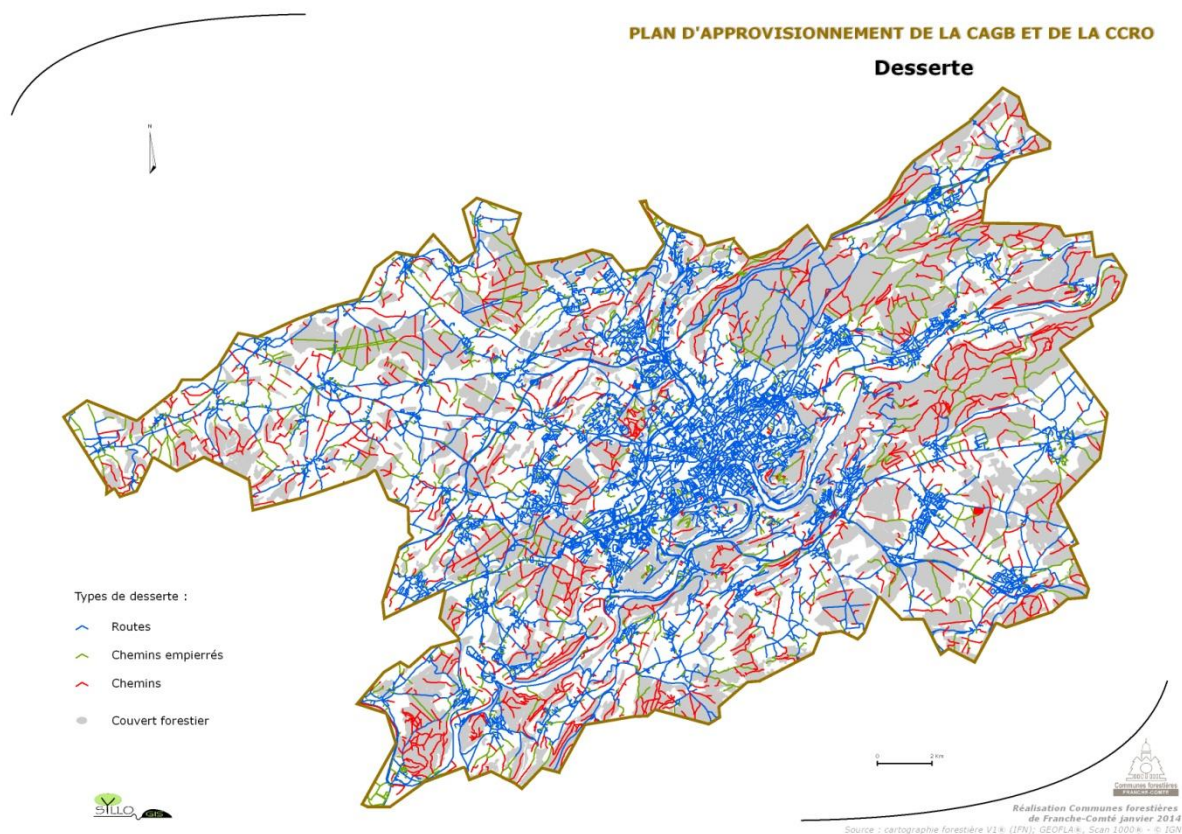 PLAN D'APPROVISIONNEMENT DE LA CAGB ET DE LA CCRO
Desserte
N
Types de desserte :
Routes
Chemins empierrés
Chemins
Couvert forestier
SYLLO GIS
0 2 Km
Communes forestières
FRANCHE-COMTÉ
Réalisation Communes forestières
de Franche-Comté janvier 2014
Source : cartographie forestière V1® (IFN); GEOFLA®, Scan 1000® - © IGN